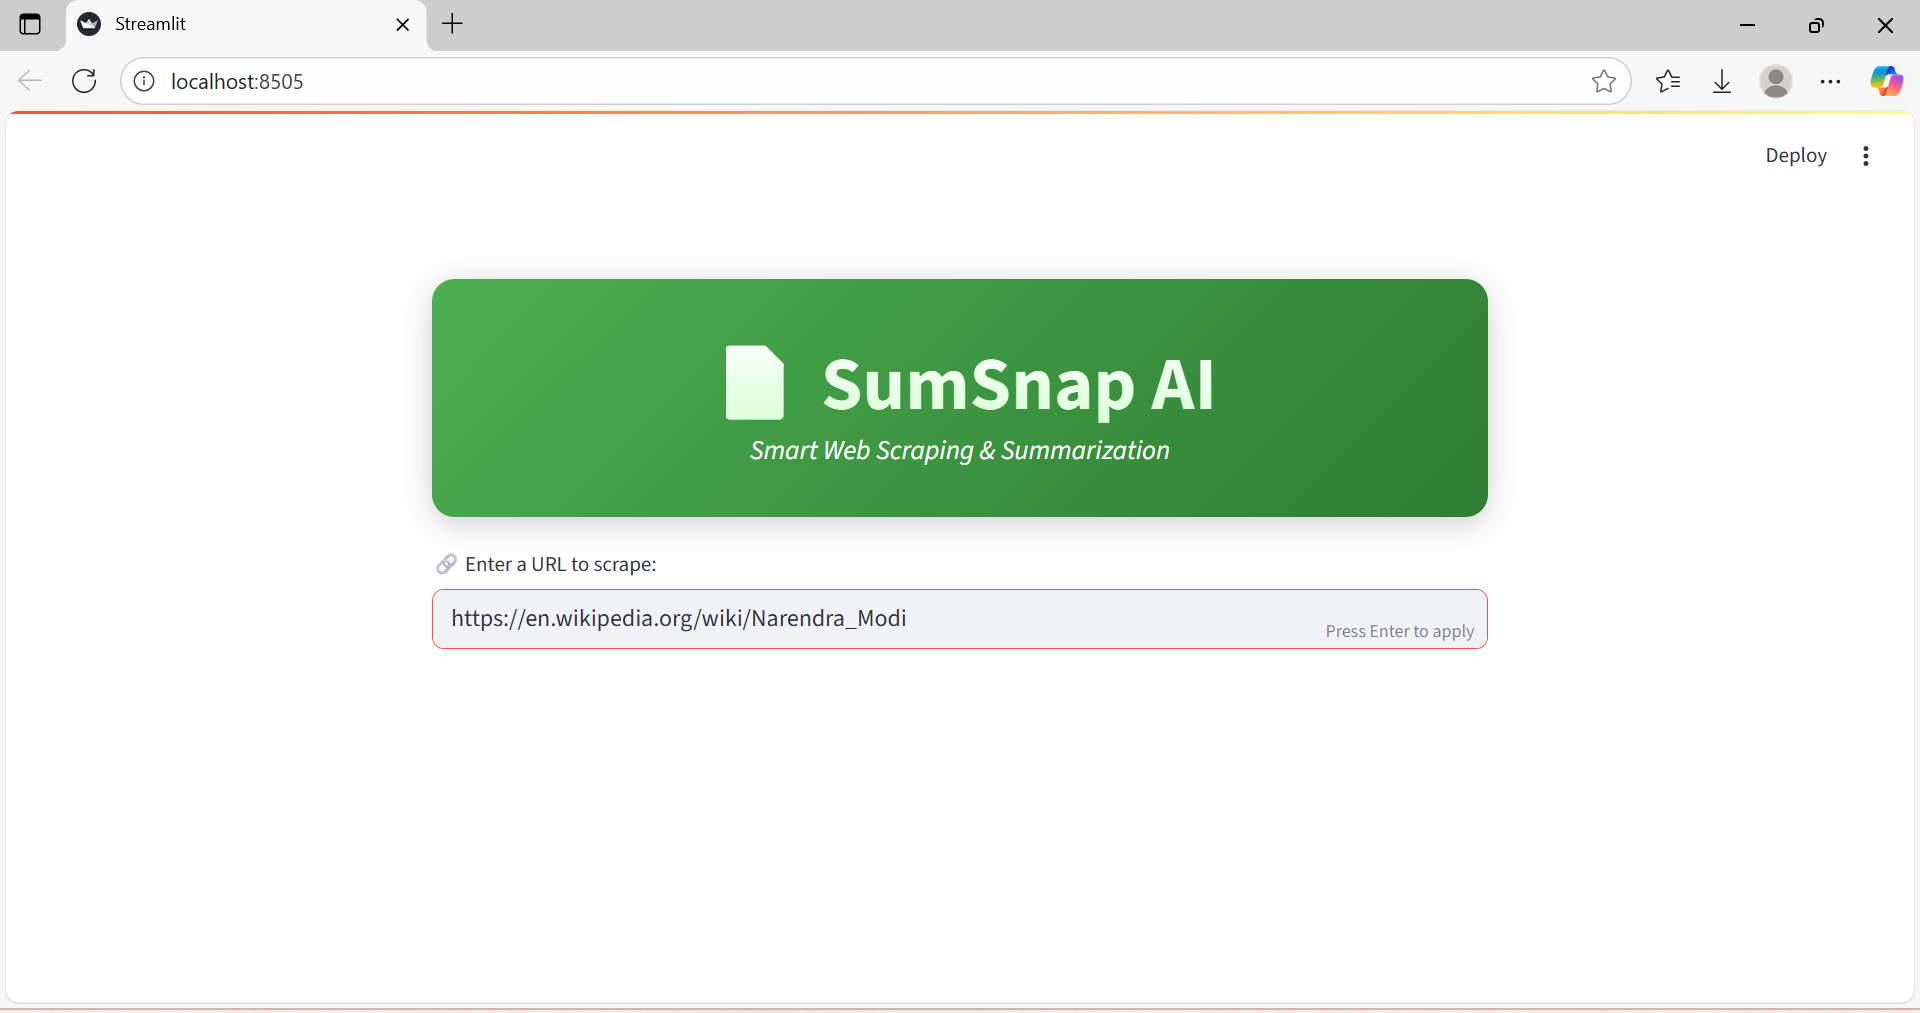 Streamlit
localhost:8505
Deploy
SumSnap AI
Smart Web Scraping & Summarization
Enter a URL to scrape:
https://en.wikipedia.org/wiki/Narendra_Modi
Press Enter to apply